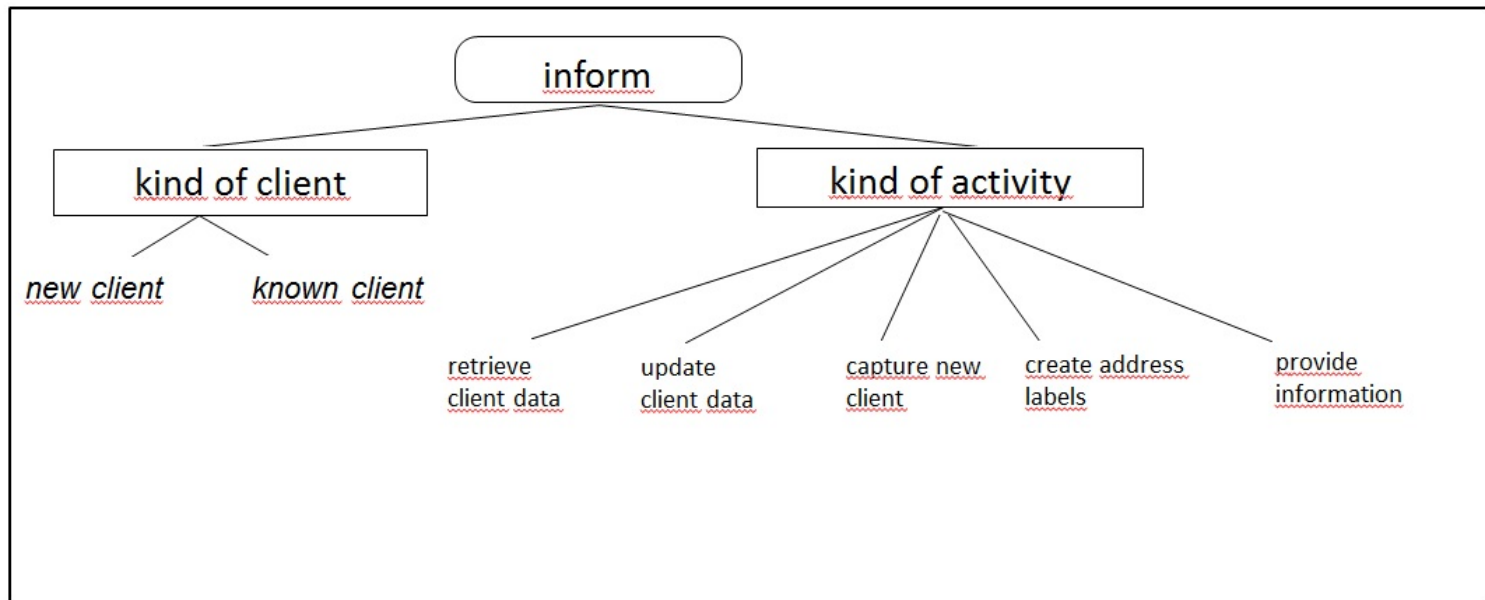 inform
kind of client
kind of activity
new client
known client
retrieve
client data
update
client data
capture new
client
create address
labels
provide
information